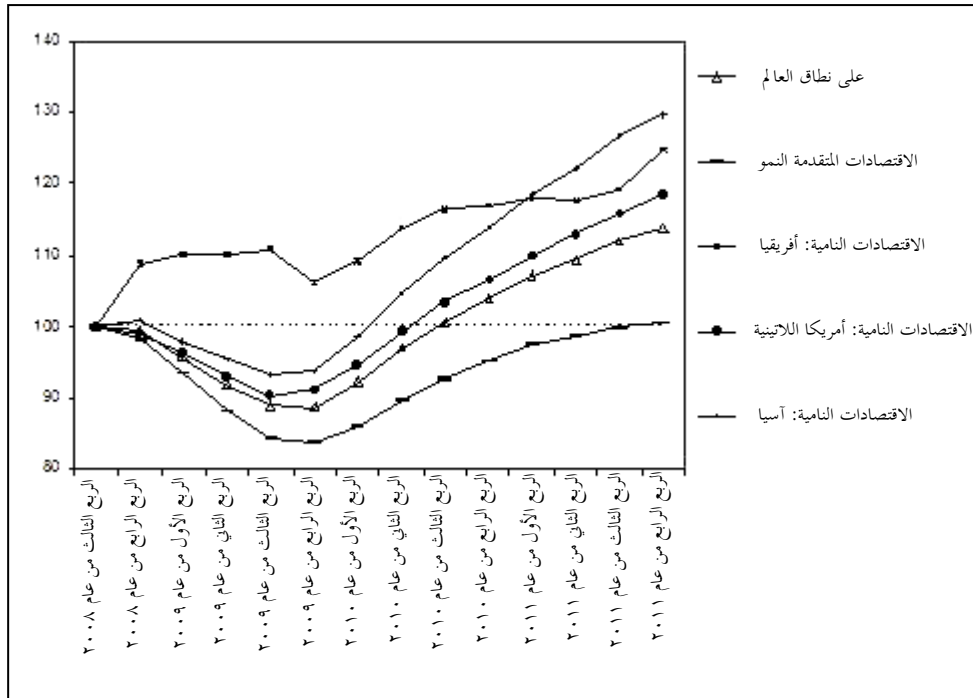 140
130
120
110
100
90
80
على نطاق العالم
الاقتصادات المتقدمة النمو
الاقتصادات النامية: أفريقيا
الاقتصادات النامية: أمريكا اللاتينية
الاقتصادات النامية: آسيا
الربع الثالث من عام ٢٠٠٨
الربع الرابع من عام ٢٠٠٨
الربع الأول من عام ٢٠٠٩
الربع الثاني من عام ٢٠٠٩
الربع الثالث من عام ٢٠٠٩
الربع الرابع من عام ٢٠٠٩
الربع الأول من عام ٢٠١٠
الربع الثاني من عام ٢٠١٠
الربع الثالث من عام ٢٠١٠
الربع الرابع من عام ٢٠١٠
الربع الأول من عام ٢٠١١
الربع الثاني من عام ٢٠١١
الربع الثالث من عام ٢٠١١
الربع الرابع من عام ٢٠١١